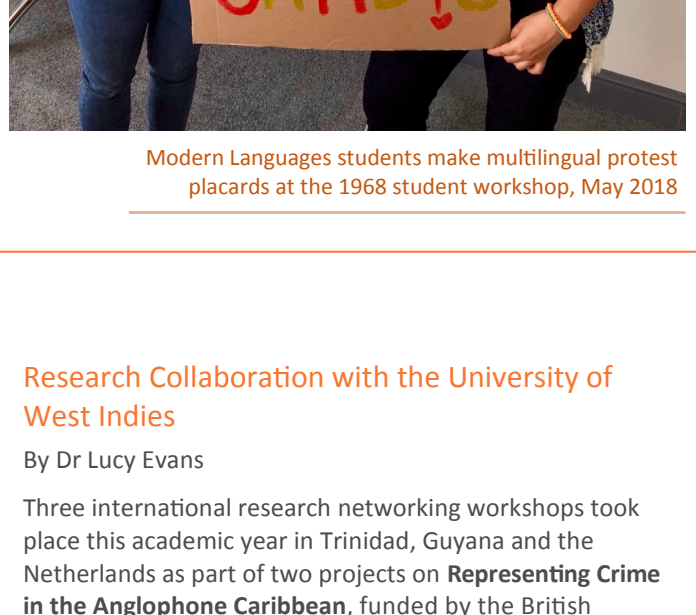 Modern Languages students make multilingual protest
placards at the 1968 student workshop, May 2018
Research Collaboration with the University of
West Indies
By Dr Lucy Evans
Three international research networking workshops took
place this academic year in Trinidad, Guyana and the
Netherlands as part of two projects on Representing Crime
in the Anglophone Caribbean, funded by the British